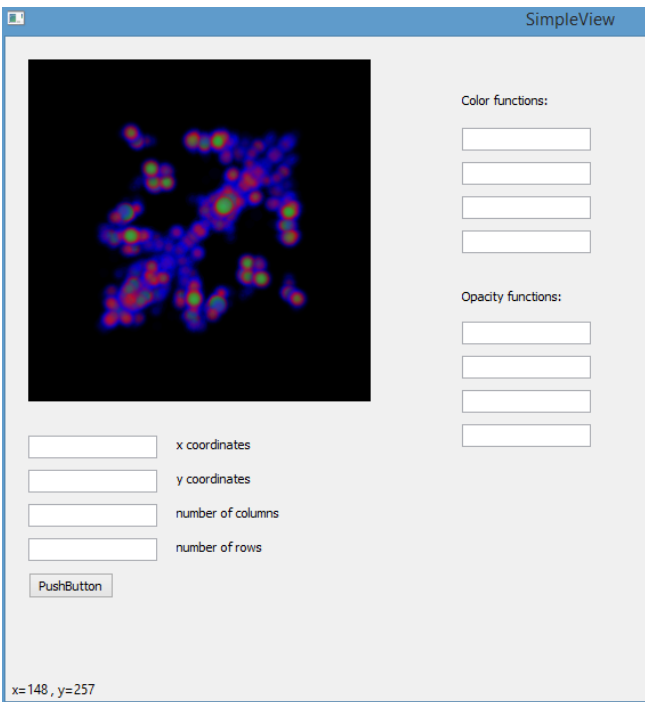 SimpleView
Color functions:
Opacity functions:
x coordinates
y coordinates
number of columns
number of rows
PushButton
x=148 , y=257